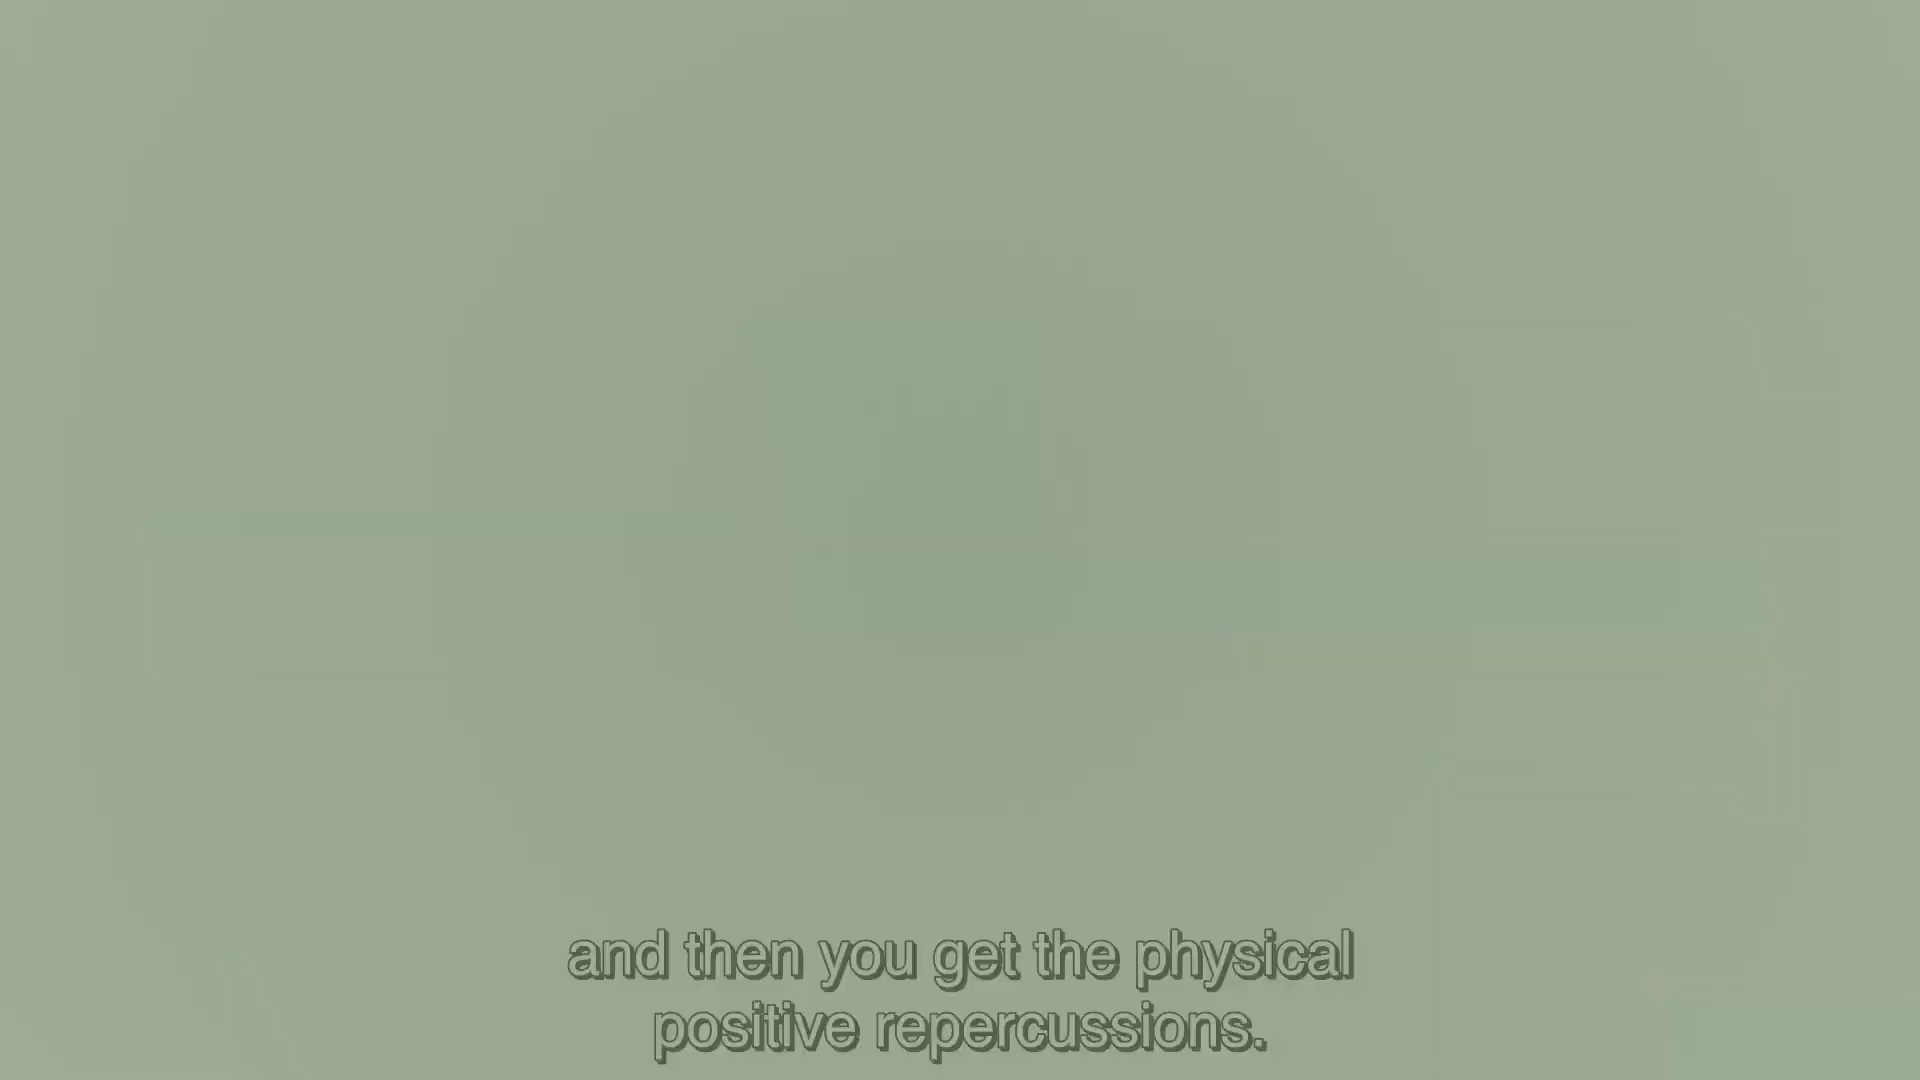 and then you get the physical
positive repercussions.